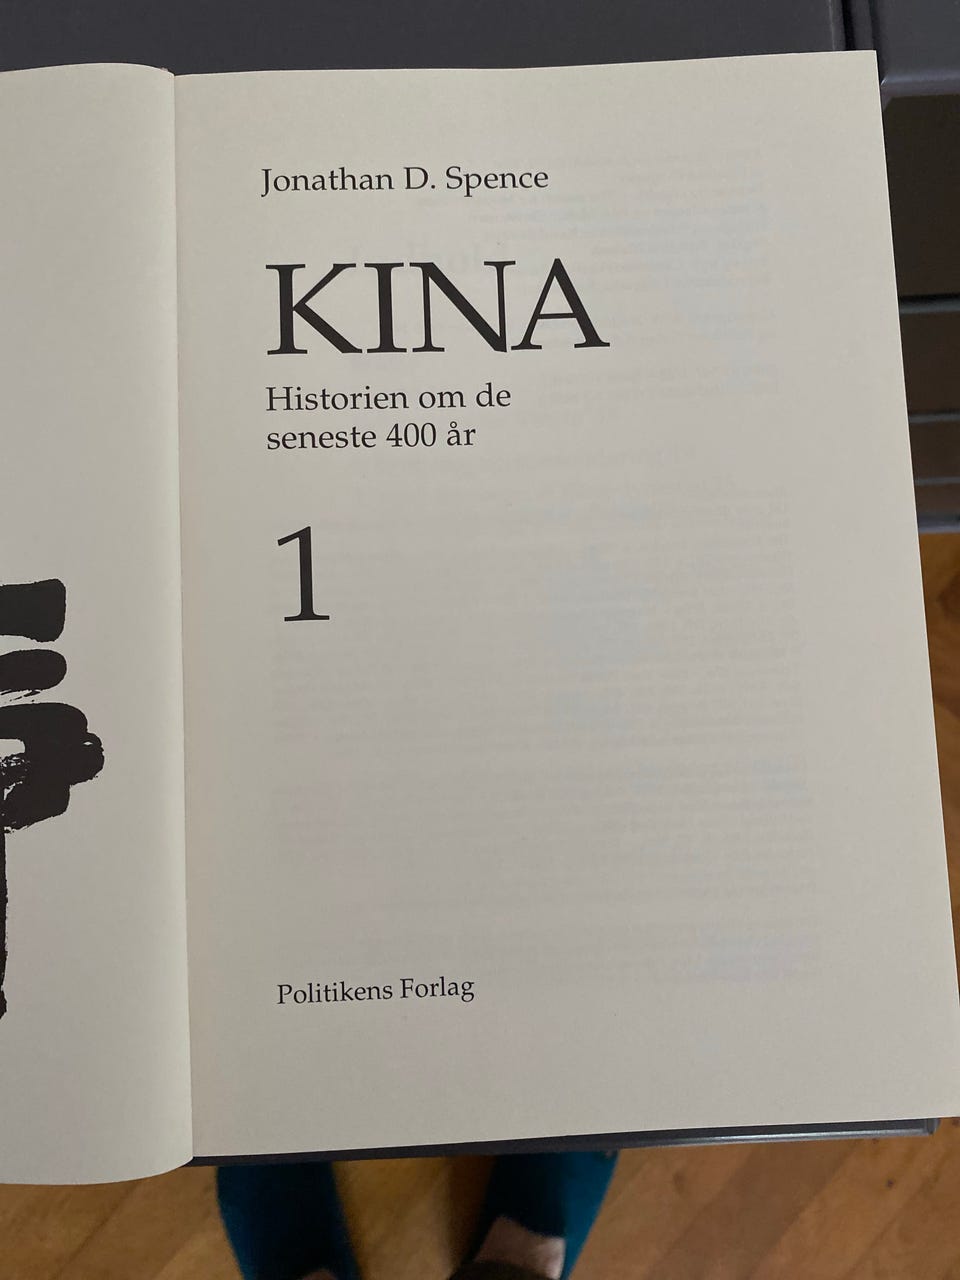 Jonathan D. Spence
KINA
Historien om de
seneste 400 år
1
Politikens Forlag